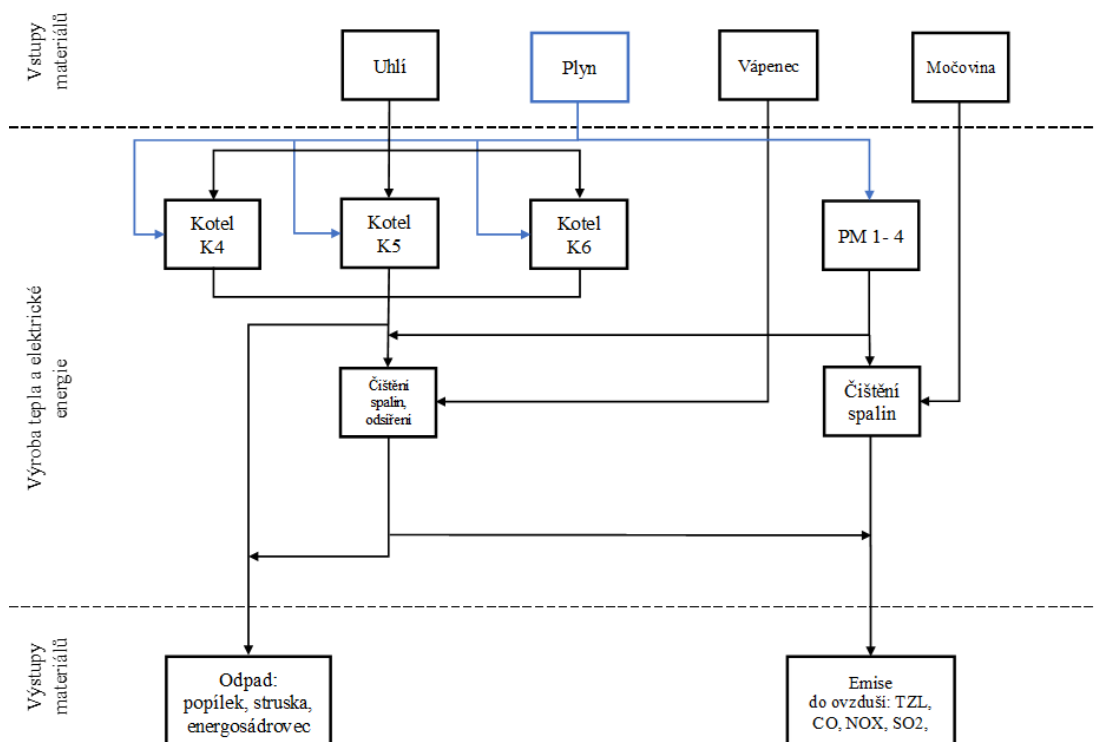 Vstupy
materiálů
Uhlí
Plyn
Vápenec
Močovina
Výroba tepla a elektrické
energie
Kotel
K4
Kotel
K5
Kotel
K6
PM 1- 4
Čištění
spalin,
odsíření
Čištění
spalin
Výstupy
materiálů
Odpad:
popílek, struska,
energosádrovec
Emise
do ovzduší: TZL,
CO, NOX, SO2,